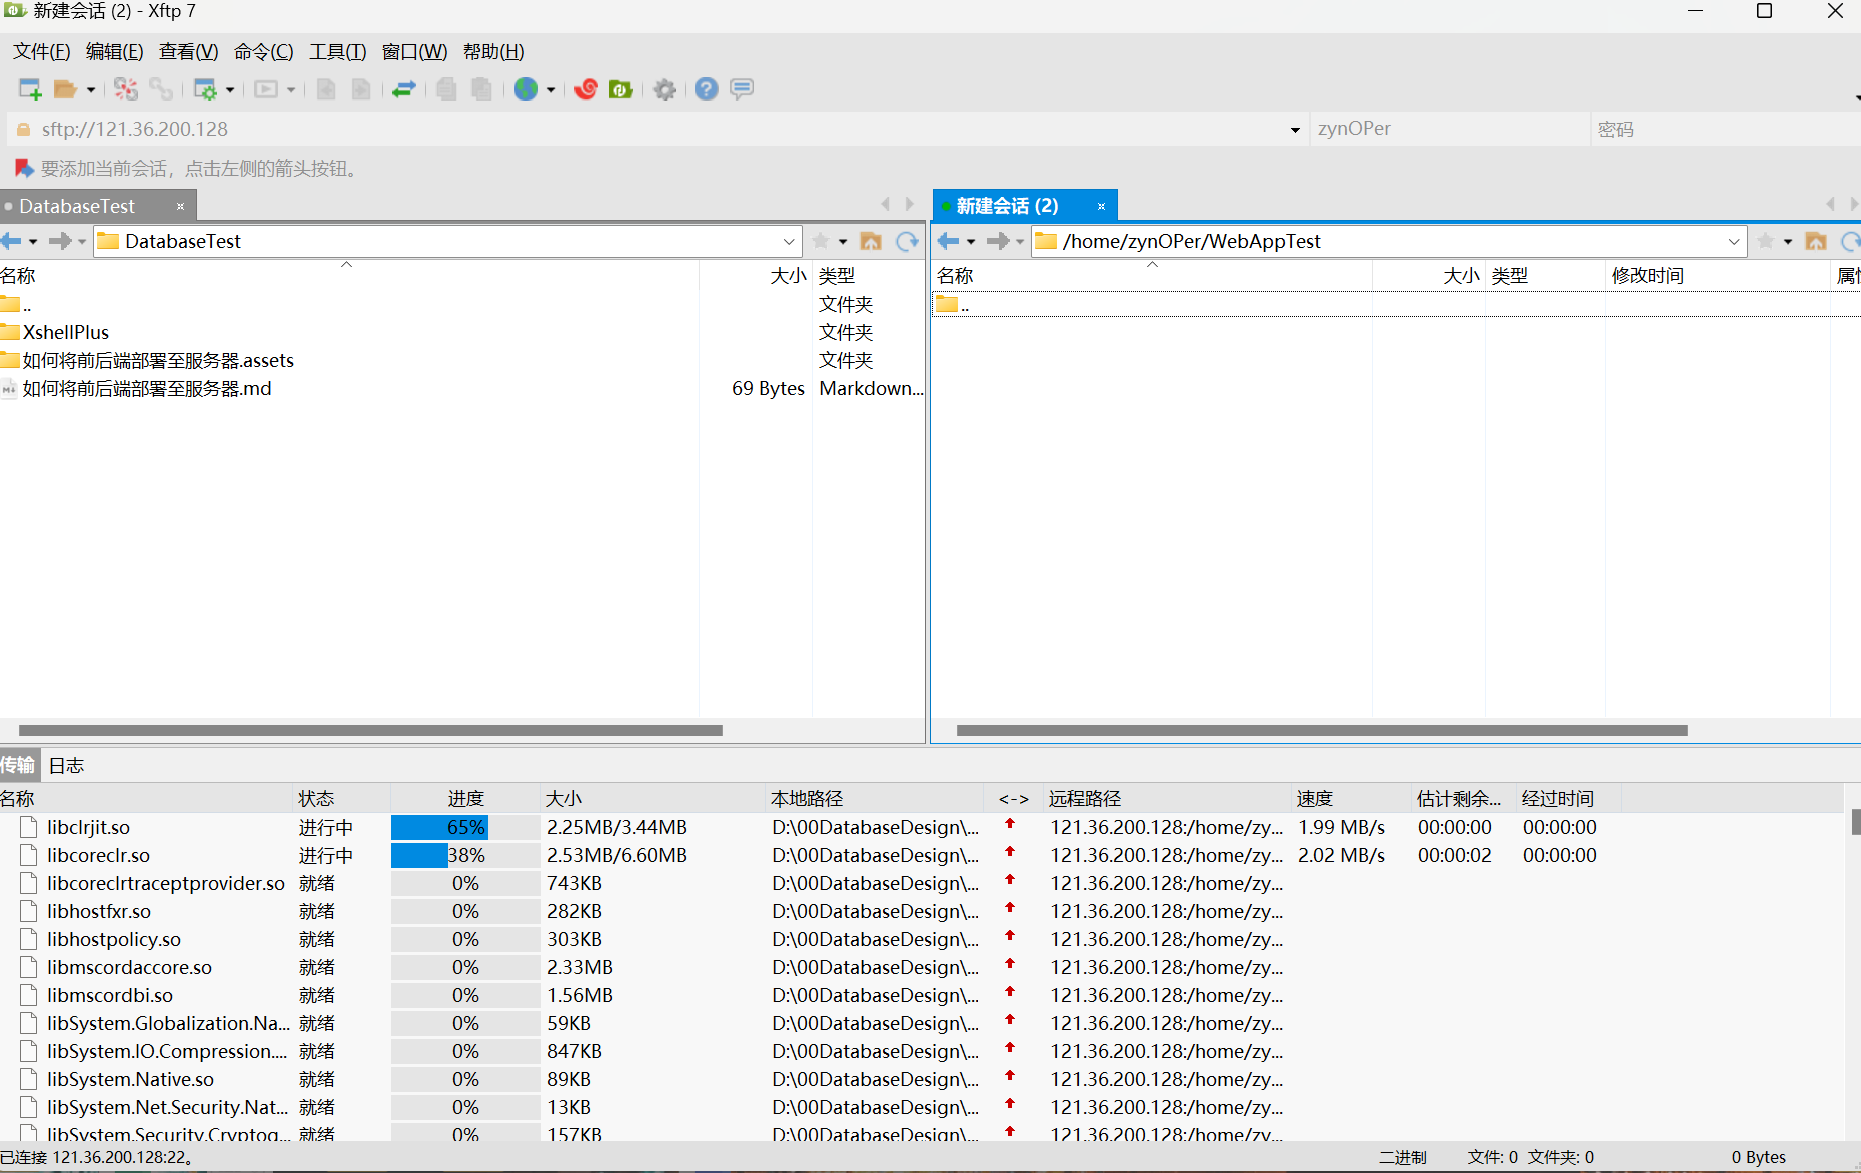 新建会话 (2) - Xftp 7
文件(F) 编辑(E) 查看(V) 命令(C) 工具(T) 窗口(W) 帮助(H)
sftp://121.36.200.128 zynOPer 密码
要添加当前会话，点击左侧的箭头按钮。
DatabaseTest
DatabaseTest
名称 大小 类型
.. 文件夹
XshellPlus 文件夹
如何将前后端部署至服务器.assets 文件夹
如何将前后端部署至服务器.md 69 Bytes Markdown...
新建会话 (2)
/home/zynOPer/WebAppTest
名称 大小 类型 修改时间 属性
..
传输 日志
名称 状态 进度 大小 本地路径 <-> 远程路径 速度 估计剩余... 经过时间
libclrjit.so 进行中 65% 2.25MB/3.44MB D:\00DatabaseDesign\... 121.36.200.128:/home/zy... 1.99 MB/s 00:00:00 00:00:00
libcoreclr.so 进行中 38% 2.53MB/6.60MB D:\00DatabaseDesign\... 121.36.200.128:/home/zy... 2.02 MB/s 00:00:02 00:00:00
libcoreclrtraceptprovider.so 就绪 0% 743KB D:\00DatabaseDesign\... 121.36.200.128:/home/zy...
libhostfxr.so 就绪 0% 282KB D:\00DatabaseDesign\... 121.36.200.128:/home/zy...
libhostpolicy.so 就绪 0% 303KB D:\00DatabaseDesign\... 121.36.200.128:/home/zy...
libmscordaccore.so 就绪 0% 2.33MB D:\00DatabaseDesign\... 121.36.200.128:/home/zy...
libmscordbi.so 就绪 0% 1.56MB D:\00DatabaseDesign\... 121.36.200.128:/home/zy...
libSystem.Globalization.Na... 就绪 0% 59KB D:\00DatabaseDesign\... 121.36.200.128:/home/zy...
libSystem.IO.Compression.... 就绪 0% 847KB D:\00DatabaseDesign\... 121.36.200.128:/home/zy...
libSystem.Native.so 就绪 0% 89KB D:\00DatabaseDesign\... 121.36.200.128:/home/zy...
libSystem.Net.Security.Nat... 就绪 0% 13KB D:\00DatabaseDesign\... 121.36.200.128:/home/zy...
libSystem.Security.Cryptog... 就绪 0% 157KB D:\00DatabaseDesign\... 121.36.200.128:/home/zy...
已连接 121.36.200.128:22。 二进制 文件: 0 文件夹: 0 0 Bytes